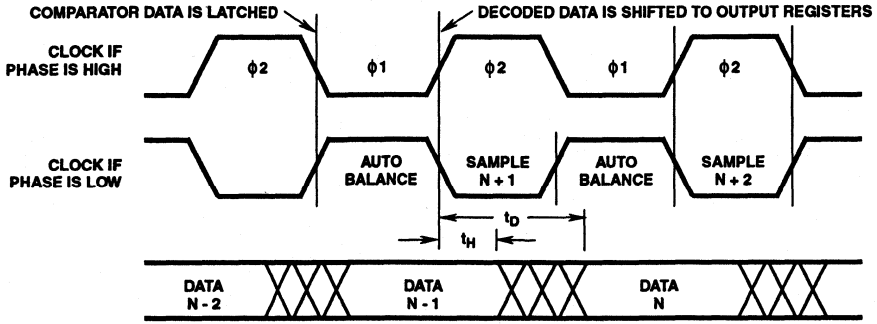 COMPARATOR DATA IS LATCHED
DECODED DATA IS SHIFTED TO OUTPUT REGISTERS
CLOCK IF
PHASE IS HIGH
ϕ2
ϕ1
ϕ2
ϕ1
ϕ2
CLOCK IF
PHASE IS LOW
AUTO
BALANCE
SAMPLE
N + 1
AUTO
BALANCE
SAMPLE
N + 2
tD
tH
DATA
N - 2
DATA
N - 1
DATA
N